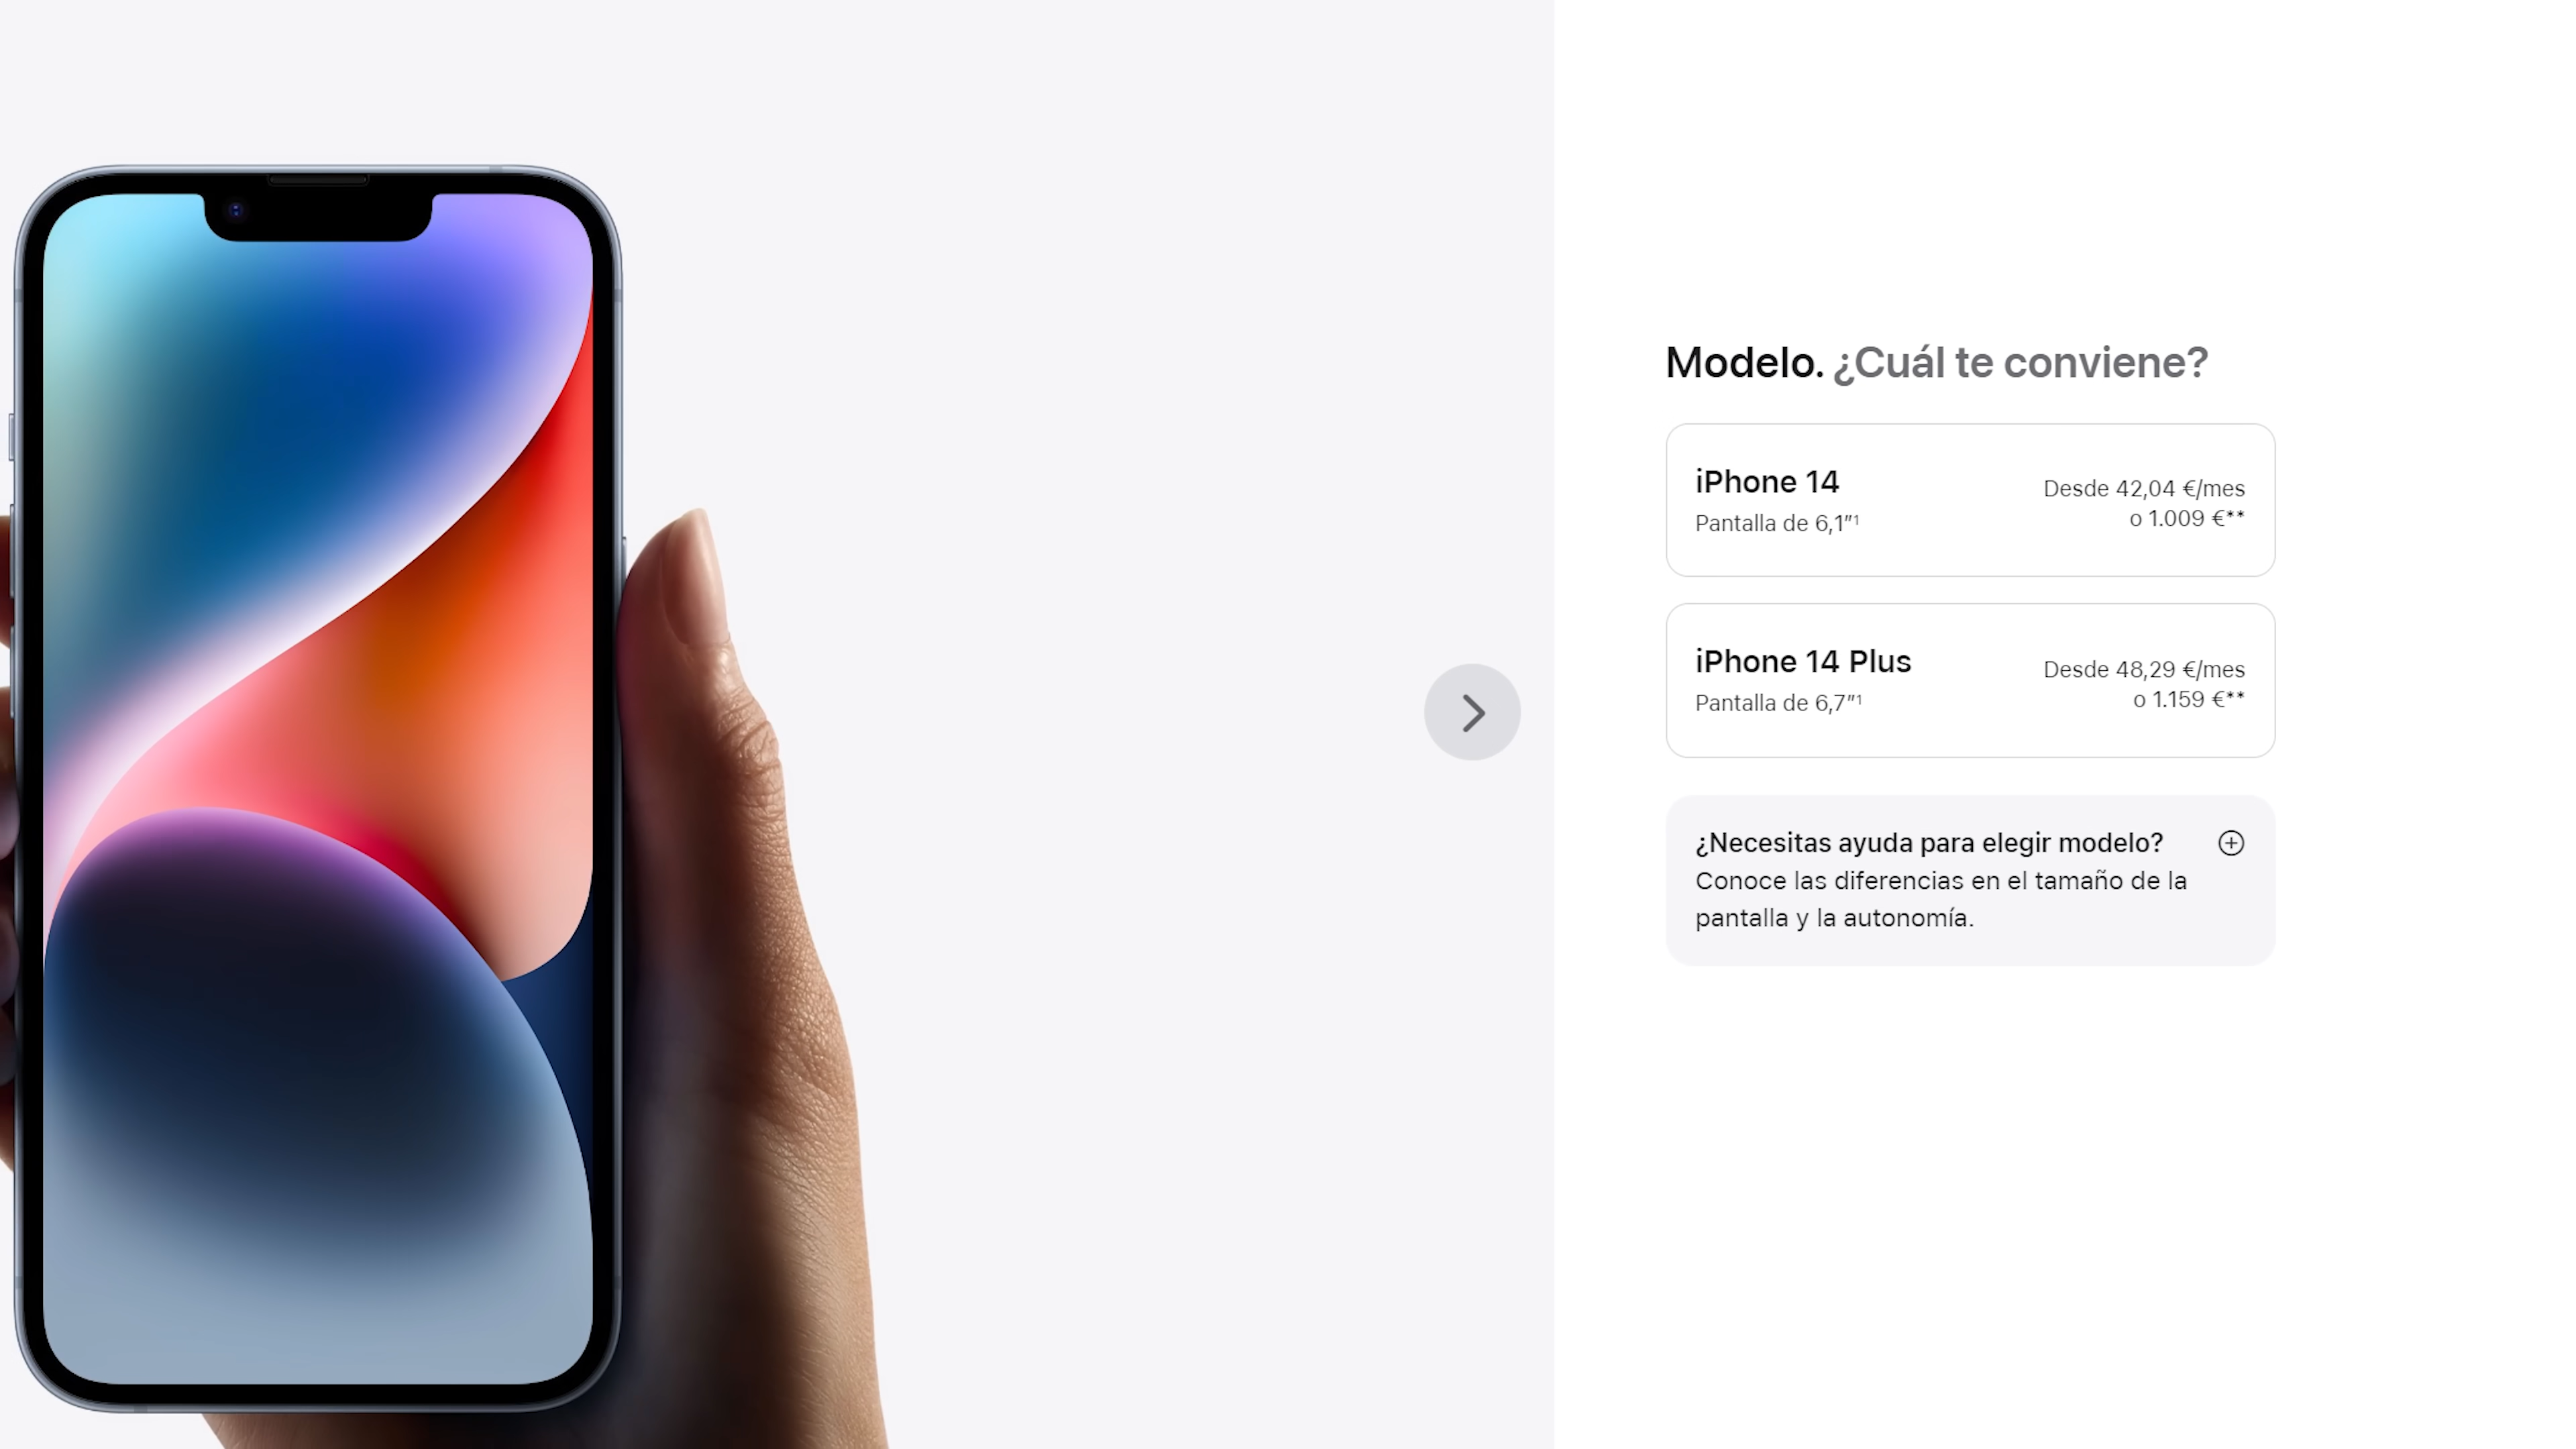 Modelo. ¿Cuál te conviene?
iPhone 14
Pantalla de 6,1″¹
Desde 42,04 €/mes
o 1.009 €**
iPhone 14 Plus
Pantalla de 6,7″¹
Desde 48,29 €/mes
o 1.159 €**
¿Necesitas ayuda para elegir modelo?
Conoce las diferencias en el tamaño de la
pantalla y la autonomía.